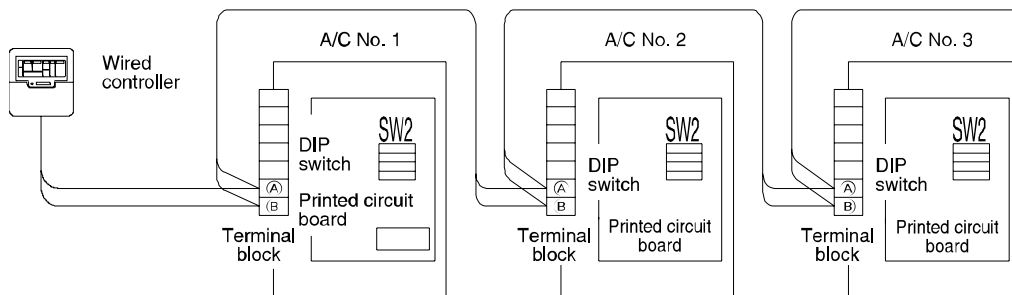 A/C No. 1
A/C No. 2
A/C No. 3
Wired
controller
SW2
DIP
switch
A
B
Printed circuit
board
Terminal
block
SW2
DIP
switch
A
B
Printed circuit
board
Terminal
block
SW2
DIP
switch
A
B
Printed circuit
board
Terminal
block